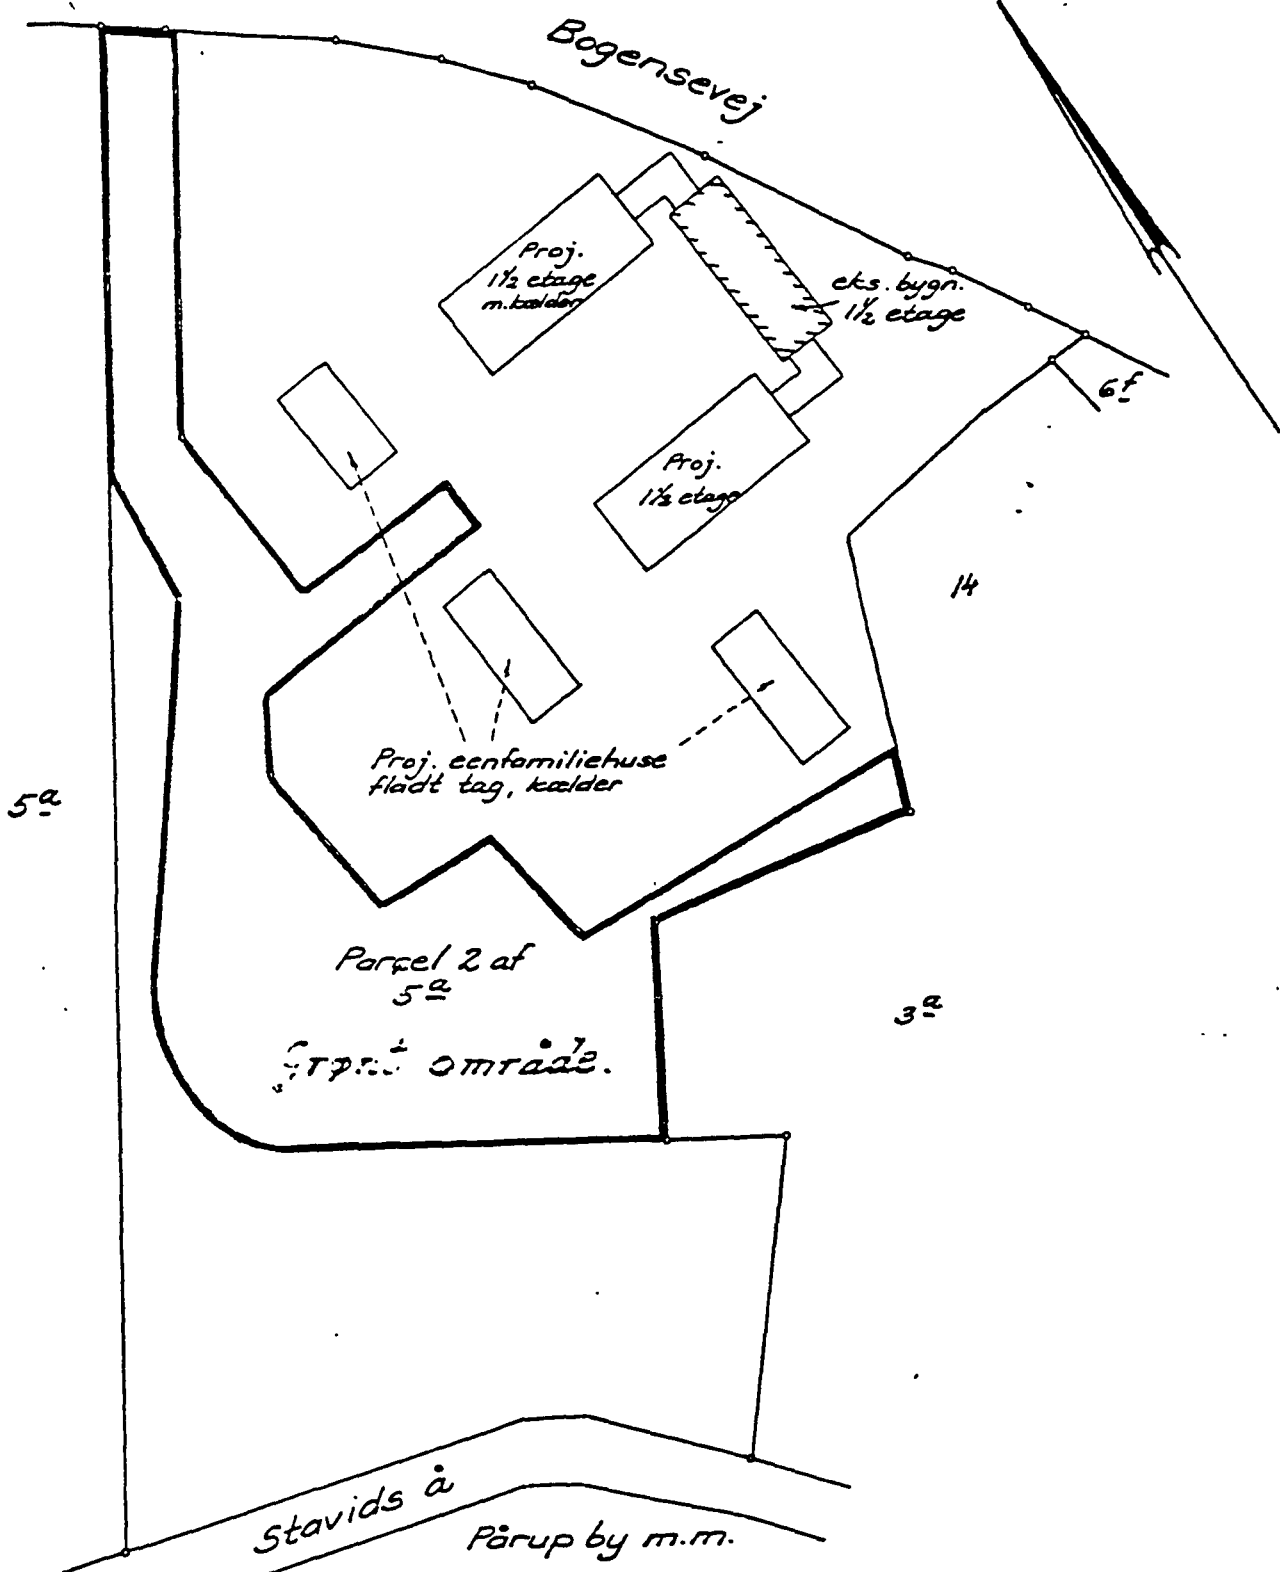 Bogensevej
Proj.
1½ etage
m.kælder
eks. bygn.
1½ etage
6f
Proj.
1½ etage
14
Proj. eenfamiliehuse
fladt tag, kælder
5a
Parcel 2 af
5a
3a
Grønt område.
Stavids å
Pårup by m.m.